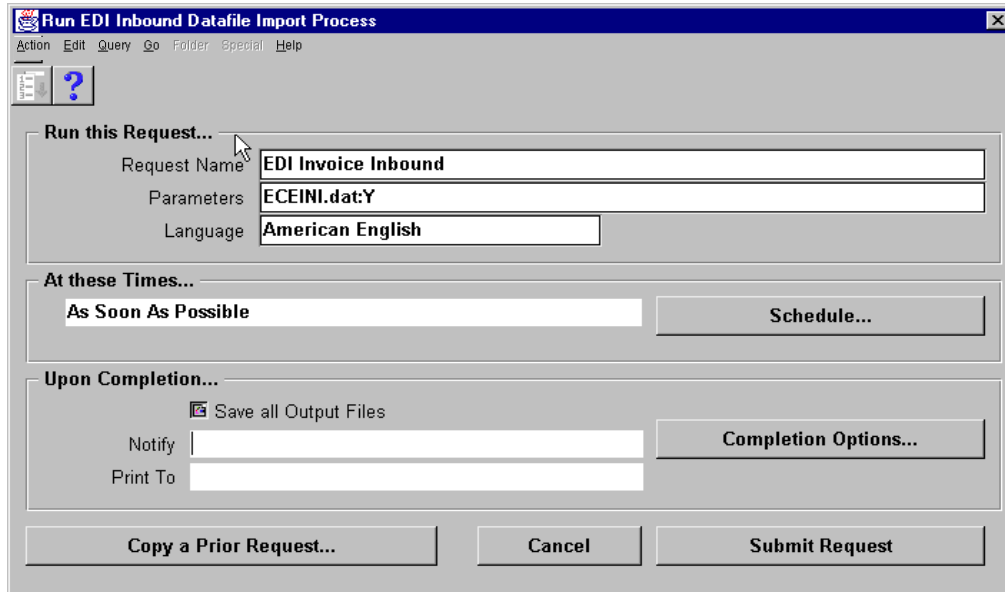 Run EDI Inbound Datafile Import Process
Action Edit Query Go Folder Special Help
?
Run this Request...
Request Name EDI Invoice Inbound
Parameters ECEINI.dat:Y
Language American English
At these Times...
As Soon As Possible
Schedule...
Upon Completion...
Save all Output Files
Notify
Completion Options...
Print To
Copy a Prior Request...
Cancel
Submit Request